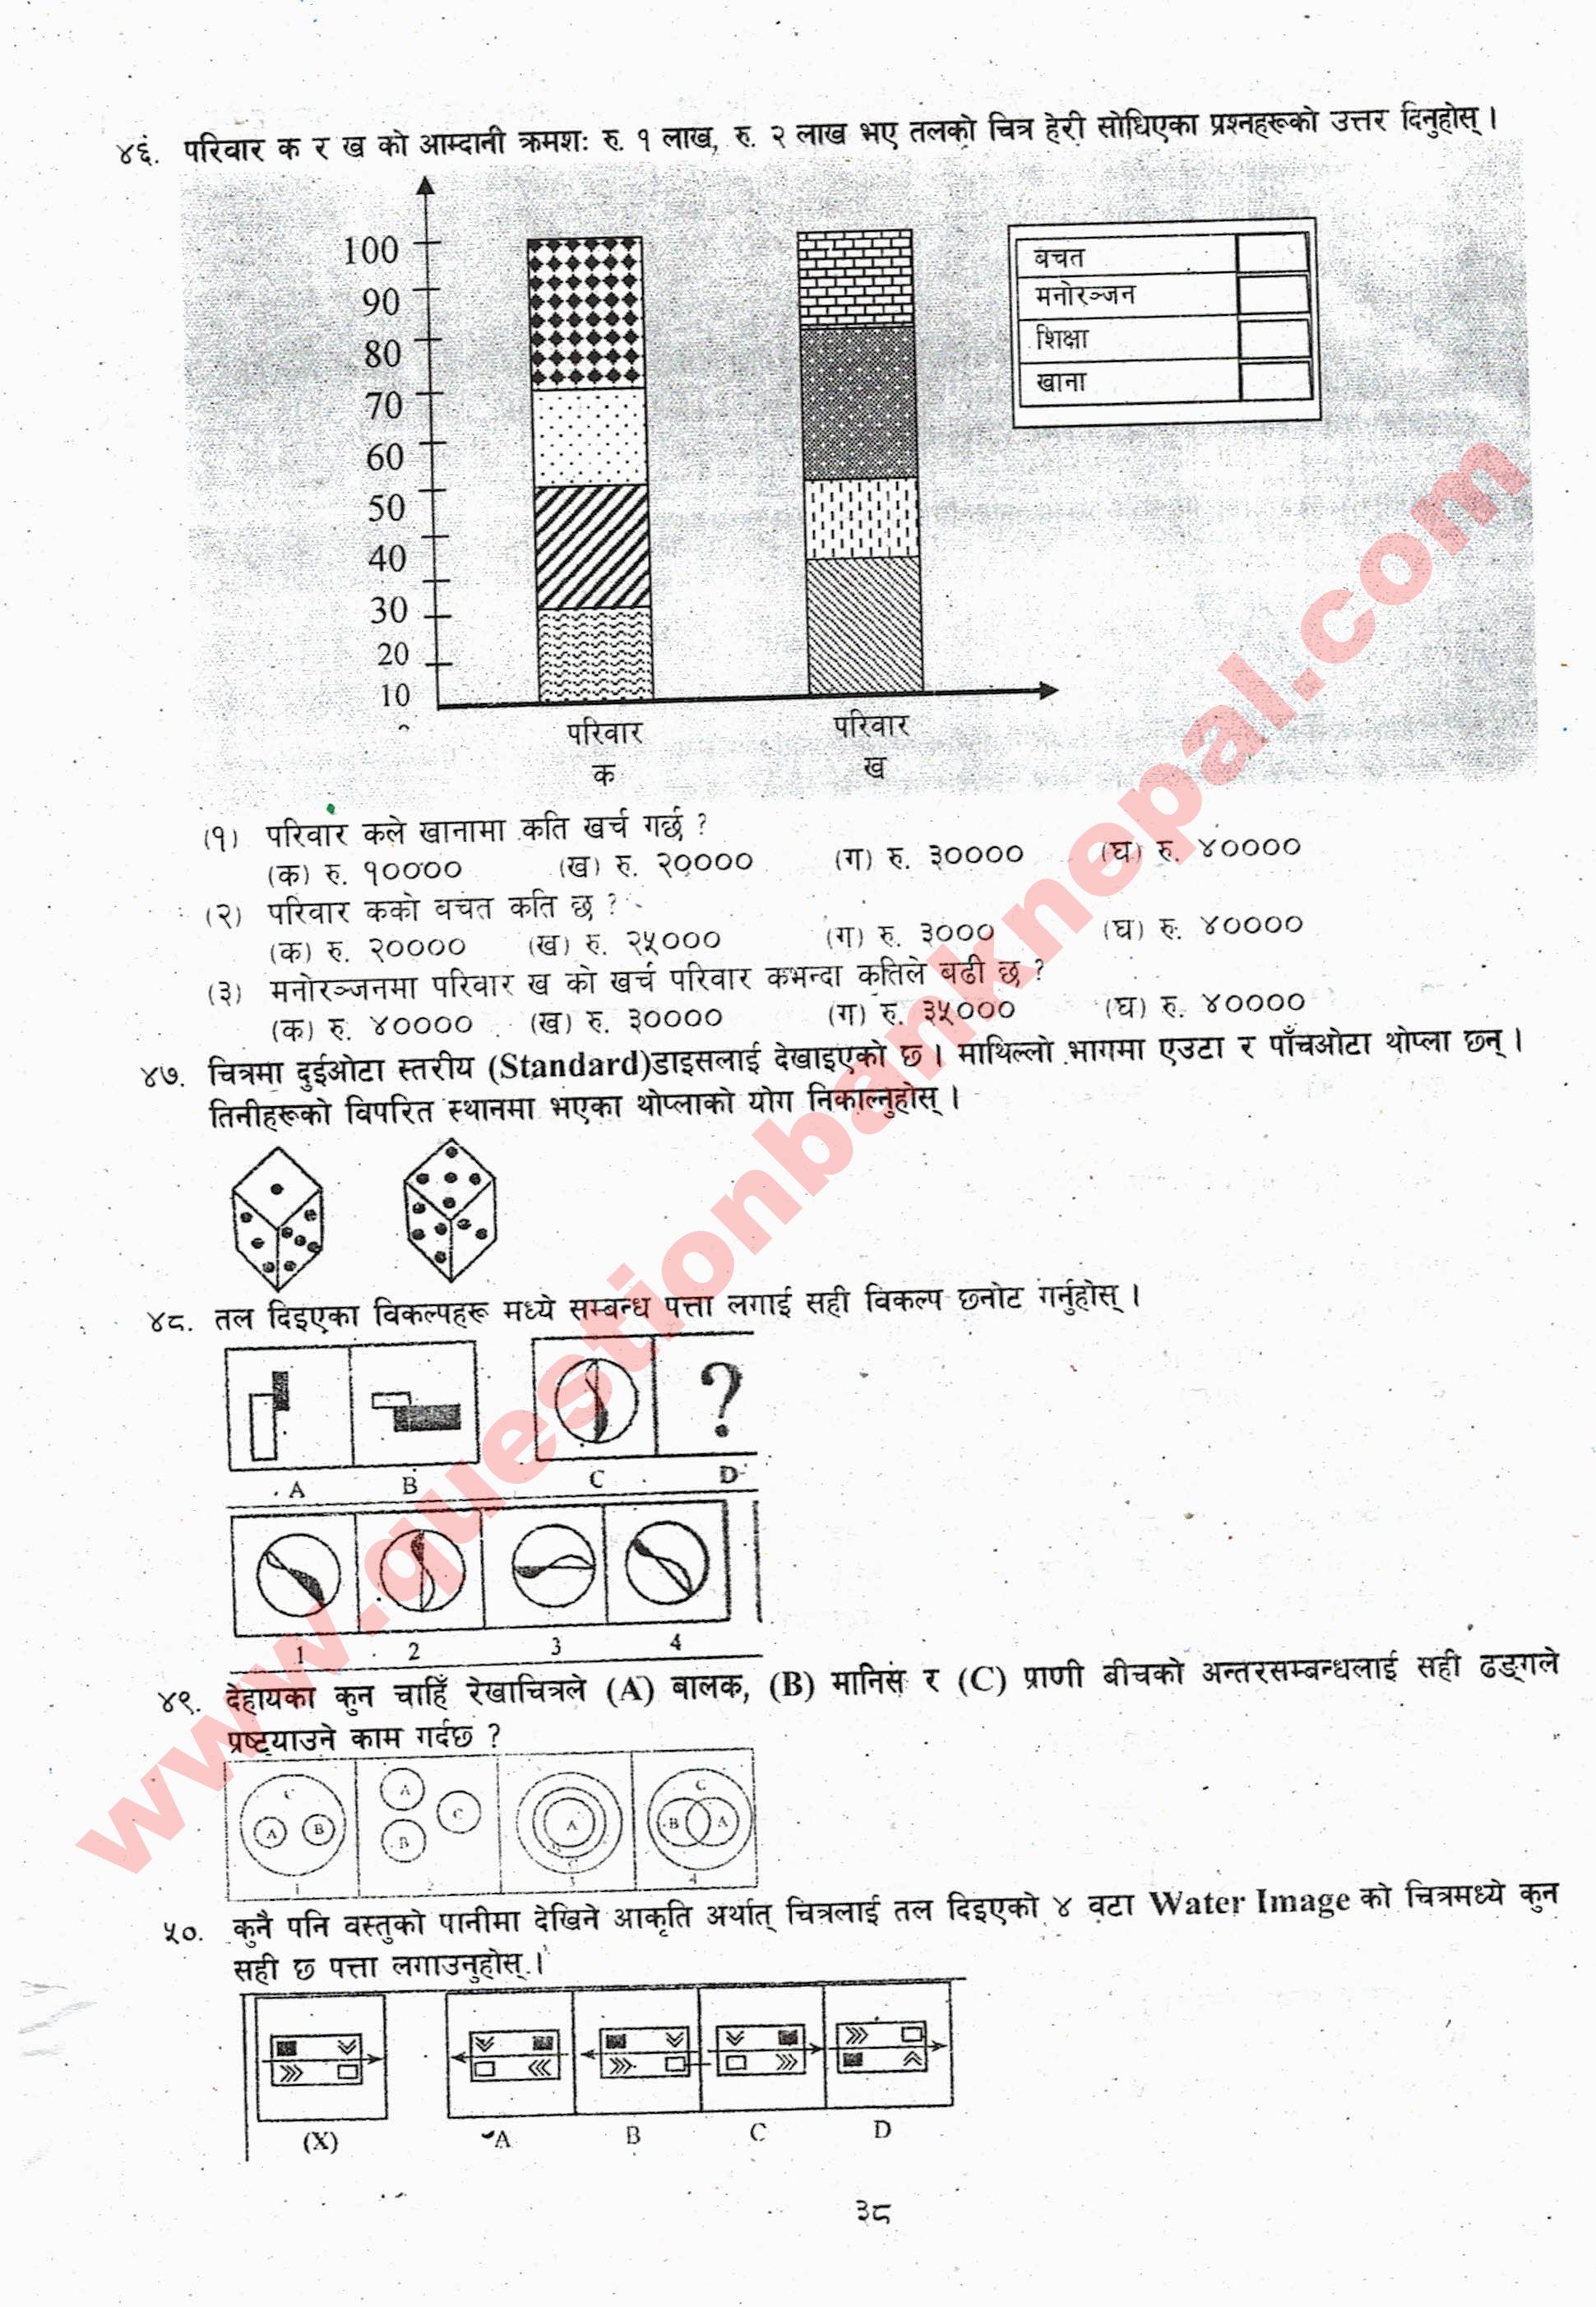 ४६. परिवार क र ख को आम्दानी क्रमशः रु. १ लाख, रु. २ लाख भए तलको चित्र हेरी सोधिएका प्रश्नहरूको उत्तर दिनुहोस् ।
100
90
80
70
60
50
40
30
20
10
बचत
मनोरञ्जन
शिक्षा
खाना
परिवार
क
परिवार
ख
(१) परिवार कले खानामा कति खर्च गर्छ ?
(क) रु. १०००० (ख) रु. २०००० (ग) रु. ३०००० (घ) रु. ४००००
(२) परिवार कको बचत कति छ ?
(क) रु. २०००० (ख) रु. २५००० (ग) रु. ३००० (घ) रु. ४००००
(३) मनोरञ्जनमा परिवार ख को खर्च परिवार कभन्दा कतिले बढी छ ?
(क) रु. ४०००० (ख) रु. ३०००० (ग) रु. ३५००० (घ) रु. ४००००
४७. चित्रमा दुईओटा स्तरीय (Standard)डाइसलाई देखाइएको छ । माथिल्लो भागमा एउटा र पाँचओटा थोप्ला छन् ।
तिनीहरूको विपरित स्थानमा भएका थोप्लाको योग निकाल्नुहोस् ।
४८. तल दिइएका विकल्पहरू मध्ये सम्बन्ध पत्ता लगाई सही विकल्प छनोट गर्नुहोस् ।
?
A B C D
1 2 3 4
४९. देहायका कुन चाहिँ रेखाचित्रले (A) बालक, (B) मानिस र (C) प्राणी बीचको अन्तरसम्बन्धलाई सही ढङ्गले
प्रष्ट्याउने काम गर्दछ ?
C A B
A C B
A C
C B A
1 4
५०. कुनै पनि वस्तुको पानीमा देखिने आकृति अर्थात् चित्रलाई तल दिइएको ४ वटा Water Image को चित्रमध्ये कुन
सही छ पत्ता लगाउनुहोस् ।
(X) A B C D
३८
www.questionbanknepal.com